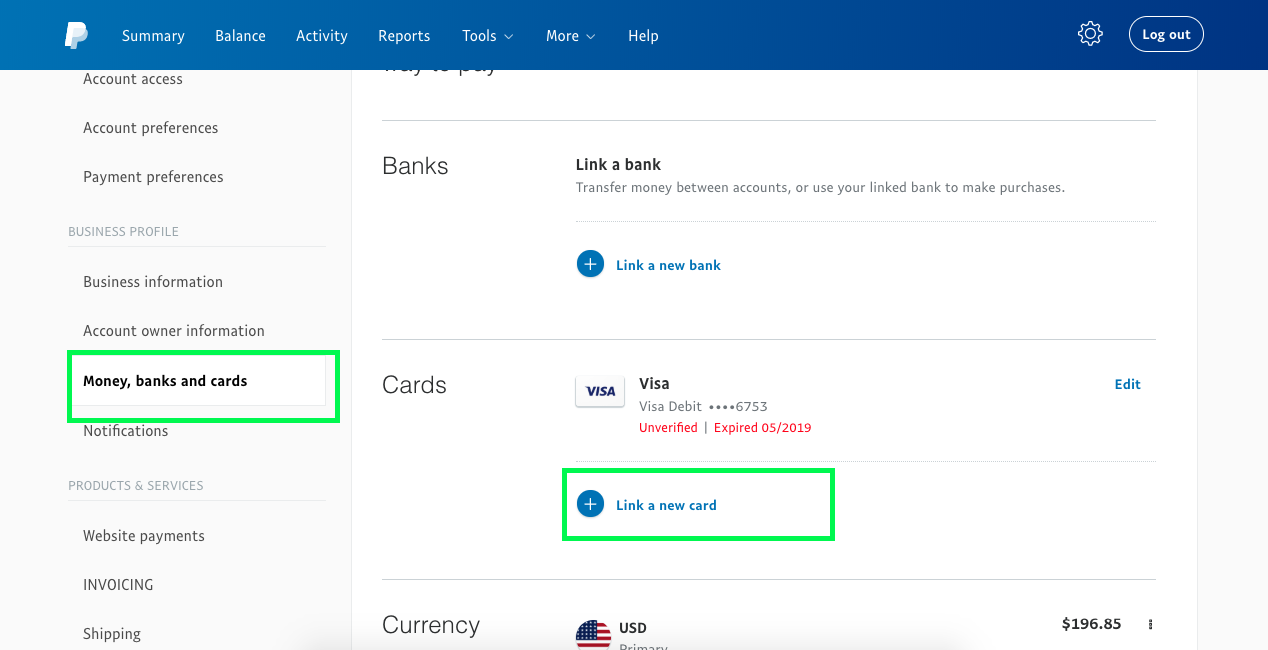 Summary Balance Activity Reports Tools More Help Log out
Way to pay
Account access
Account preferences
Payment preferences
BUSINESS PROFILE
Business information
Account owner information
Money, banks and cards
Notifications
PRODUCTS & SERVICES
Website payments
INVOICING
Shipping
Banks
Link a bank
Transfer money between accounts, or use your linked bank to make purchases.
Link a new bank
Cards
VISA
Visa
Edit
Visa Debit ••••6753
Unverified | Expired 05/2019
Link a new card
Currency
USD
$196.85
Primary